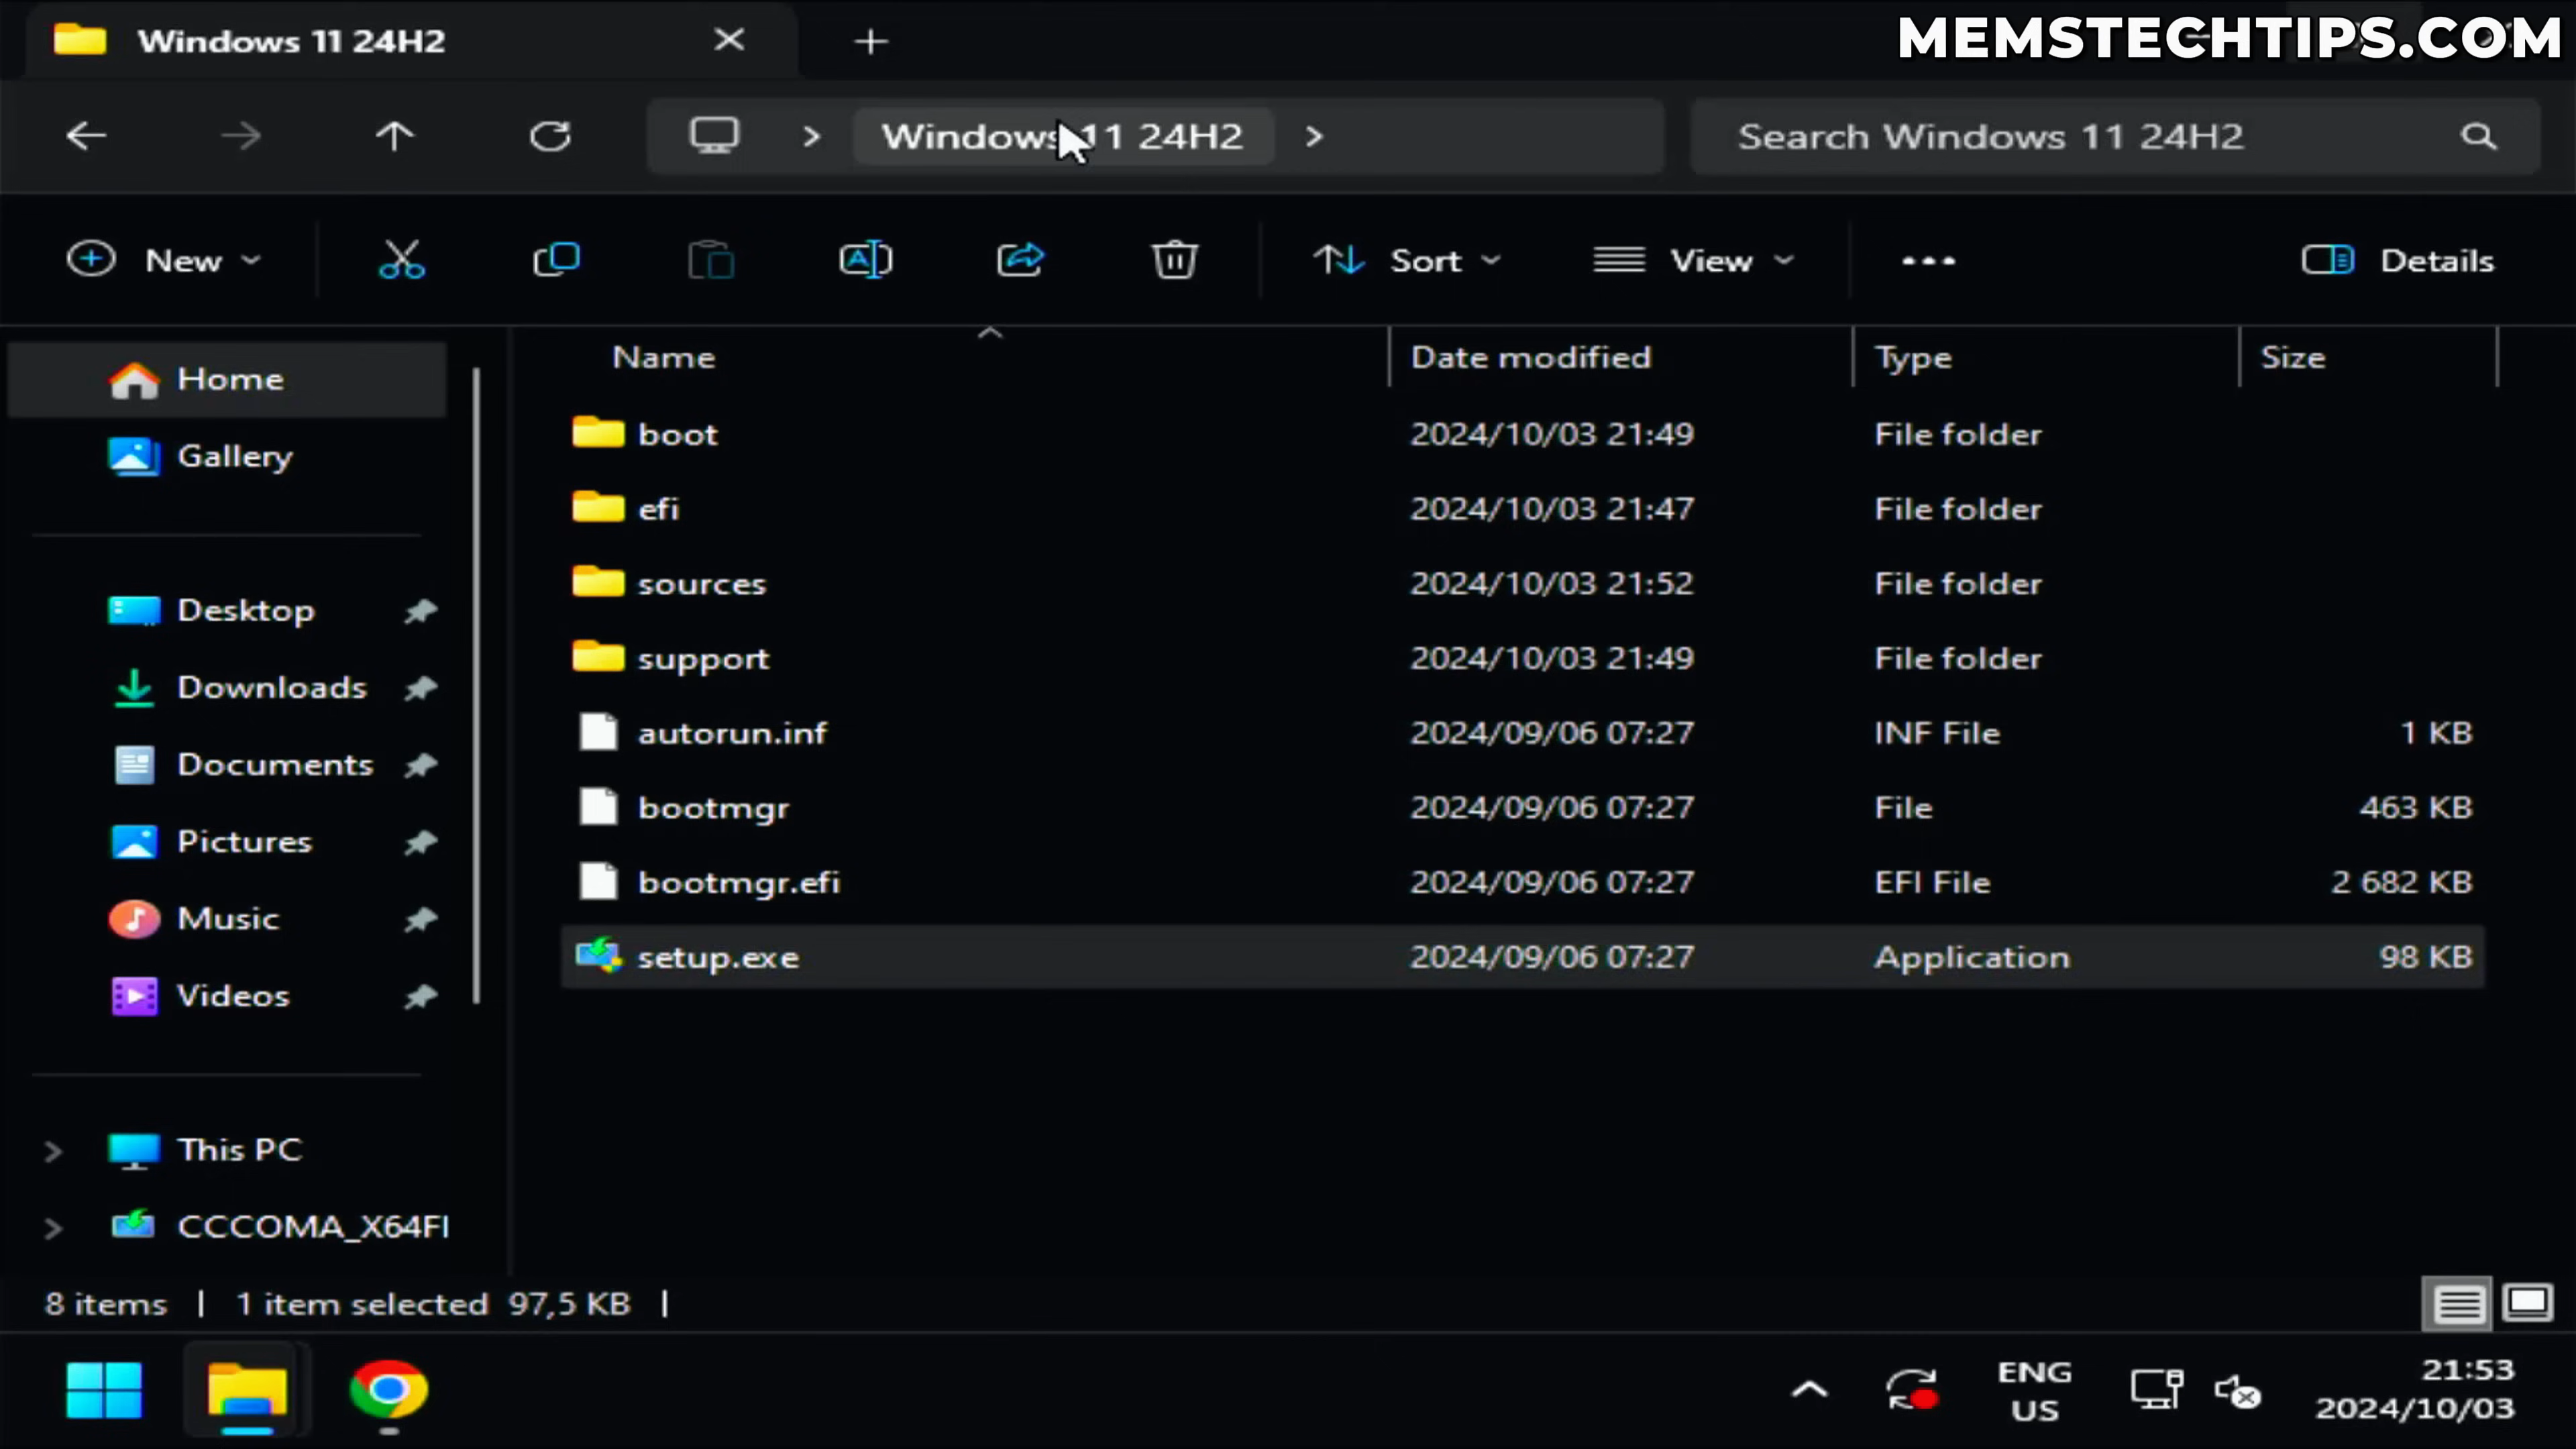 Windows 11 24H2
MEMSTECHTIPS.COM
Windows 11 24H2
Search Windows 11 24H2
New
Sort
View
Details
Name Date modified Type Size
Home
Gallery
Desktop
Downloads
Documents
Pictures
Music
Videos
This PC
CCCOMA_X64FI
boot 2024/10/03 21:49 File folder
efi 2024/10/03 21:47 File folder
sources 2024/10/03 21:52 File folder
support 2024/10/03 21:49 File folder
autorun.inf 2024/09/06 07:27 INF File 1 KB
bootmgr 2024/09/06 07:27 File 463 KB
bootmgr.efi 2024/09/06 07:27 EFI File 2 682 KB
setup.exe 2024/09/06 07:27 Application 98 KB
8 items | 1 item selected 97,5 KB |
ENG
US
21:53
2024/10/03